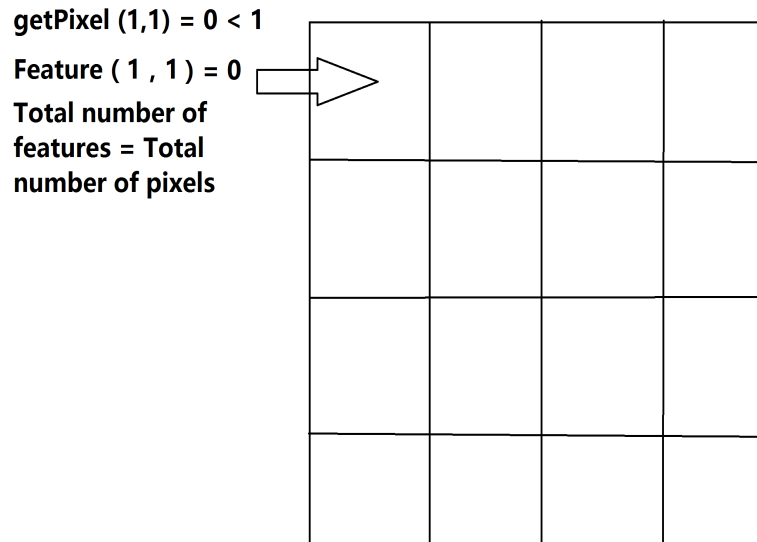 getPixel (1,1) = 0 < 1
Feature ( 1 , 1 ) = 0
Total number of
features = Total
number of pixels